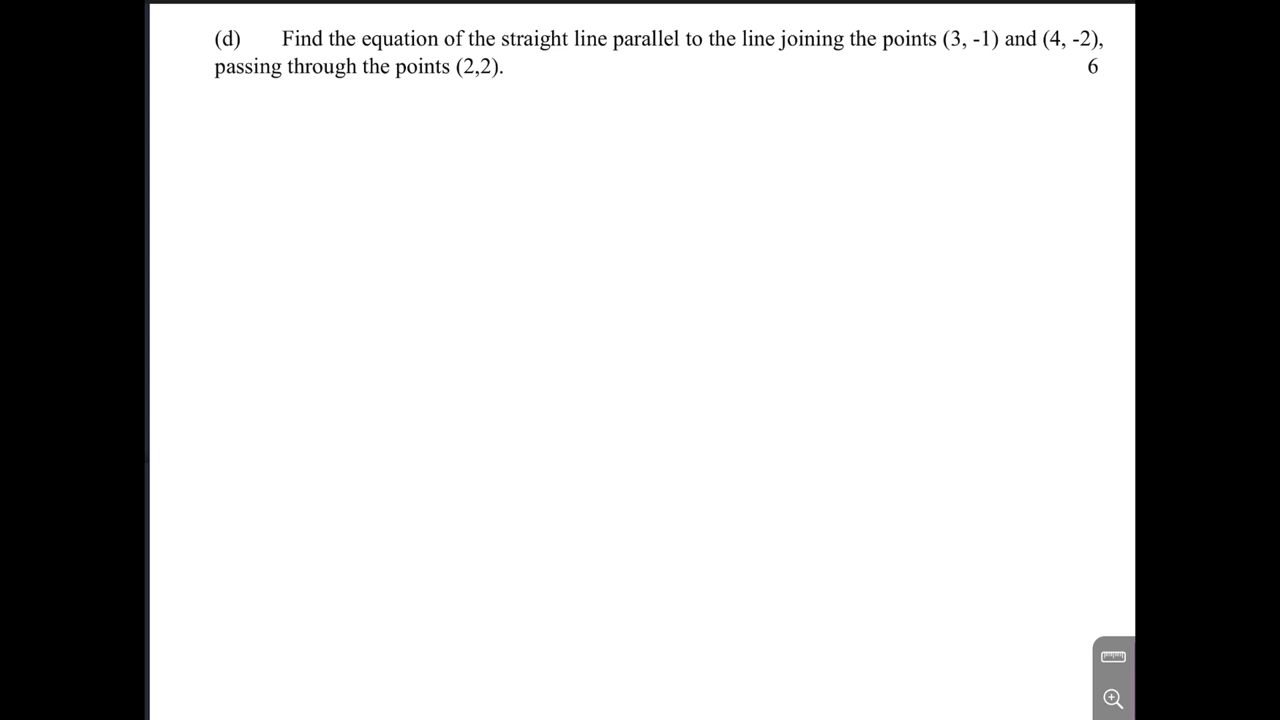 (d) Find the equation of the straight line parallel to the line joining the points (3, -1) and (4, -2),
passing through the points (2,2). 6